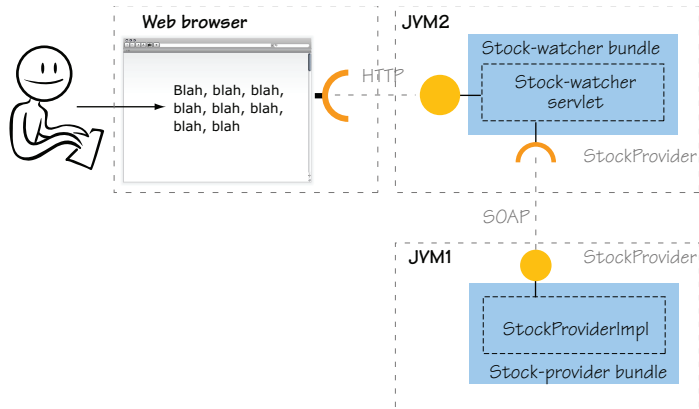 Web browser
Blah, blah, blah,
blah, blah, blah,
blah, blah
HTTP
JVM2
Stock-watcher bundle
Stock-watcher
servlet
StockProvider
SOAP
JVM1
StockProvider
StockProviderImpl
Stock-provider bundle